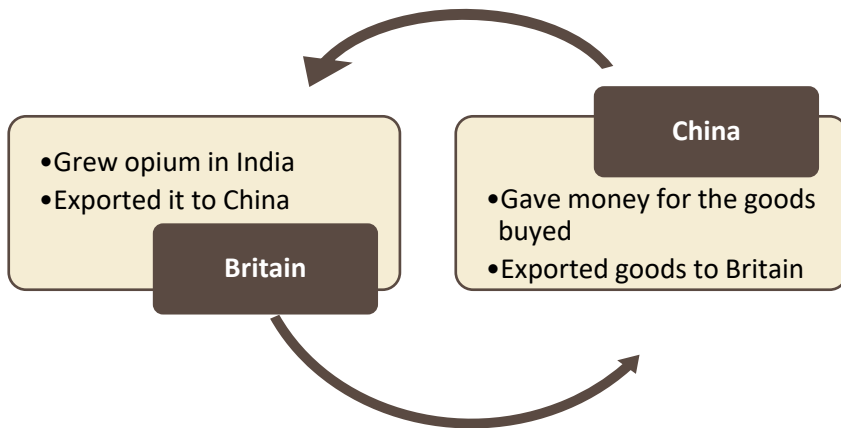 •Grew opium in India
•Exported it to China
Britain
China
•Gave money for the goods
buyed
•Exported goods to Britain